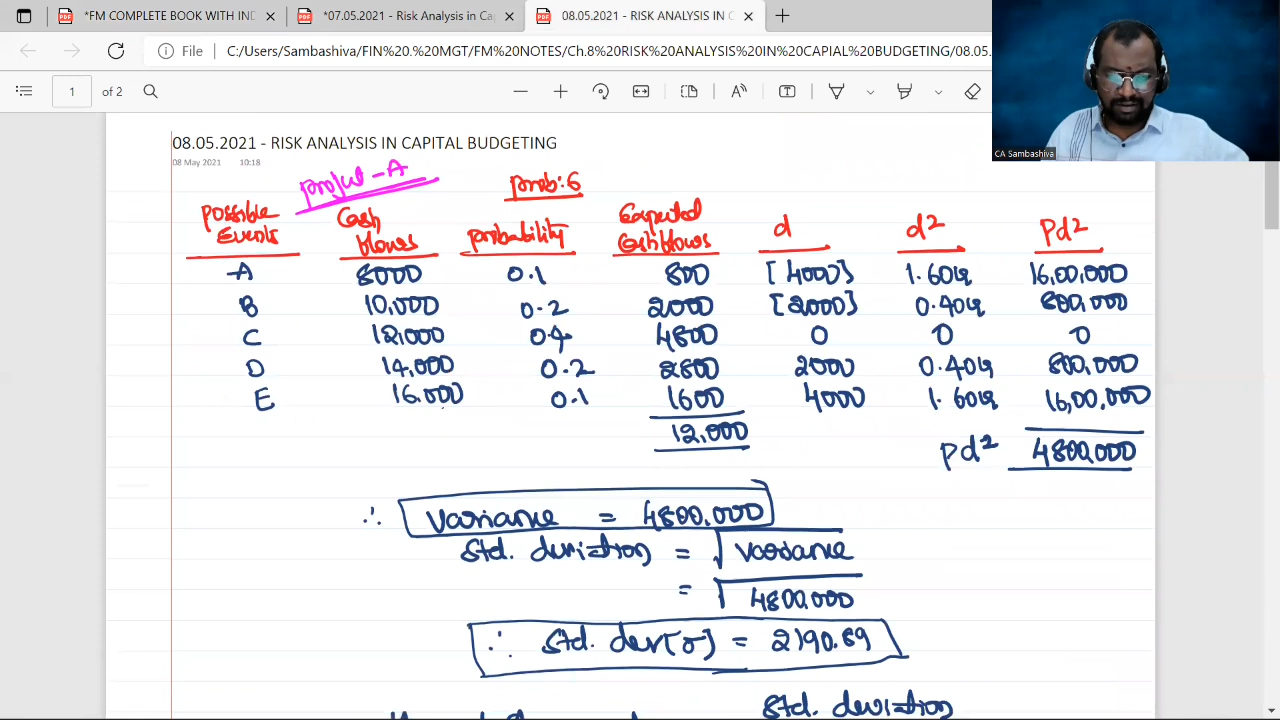 *FM COMPLETE BOOK WITH IND
*07.05.2021 - Risk Analysis in Ca
08.05.2021 - RISK ANALYSIS IN C
File C:/Users/Sambashiva/FIN%20.%20MGT/FM%20NOTES/Ch.8%20RISK%20ANALYSIS%20IN%20CAPIAL%20BUDGETING/08.05.
1 of 2
CA Sambashiva
08.05.2021 - RISK ANALYSIS IN CAPITAL BUDGETING
08 May 2021 10:18
Project - A
Prob:6
Possible Events Cash flows probability Expected Cashflows d d² Pd²
A 8000 0.1 800 [4000] 1.60Cr 16,00,000
B 10,000 0.2 2000 [2000] 0.40Cr 800,000
C 12,000 0.4 4800 0 0 0
D 14,000 0.2 2800 2000 0.40Cr 800,000
E 16,000 0.1 1600 4000 1.60Cr 16,00,000
12,000
Pd² 4800,000
∴ Variance = 4800,000
Std. deviation = √Variance
= √4800,000
∴ Std. dev(σ) = 2190.89
Std. deviation